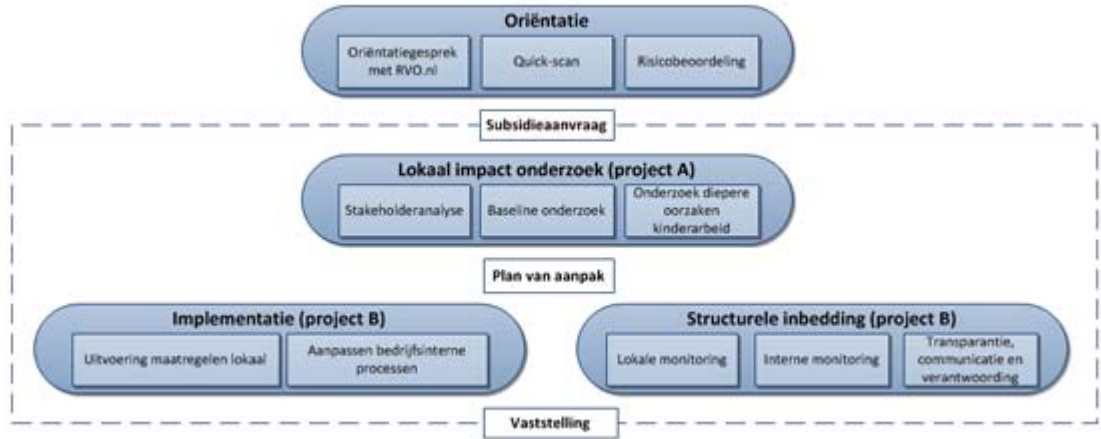 Oriëntatie
Oriëntatiegesprek
met RVO.nl
Quick-scan
Risicobeoordeling
Subsidieaanvraag
Lokaal impact onderzoek (project A)
Stakeholderanalyse
Baseline onderzoek
Onderzoek diepere
oorzaken
kinderarbeid
Plan van aanpak
Implementatie (project B)
Uitvoering maatregelen lokaal
Aanpassen bedrijfsinterne
processen
Structurele inbedding (project B)
Lokale monitoring
Interne monitoring
Transparantie,
communicatie en
verantwoording
Vaststelling